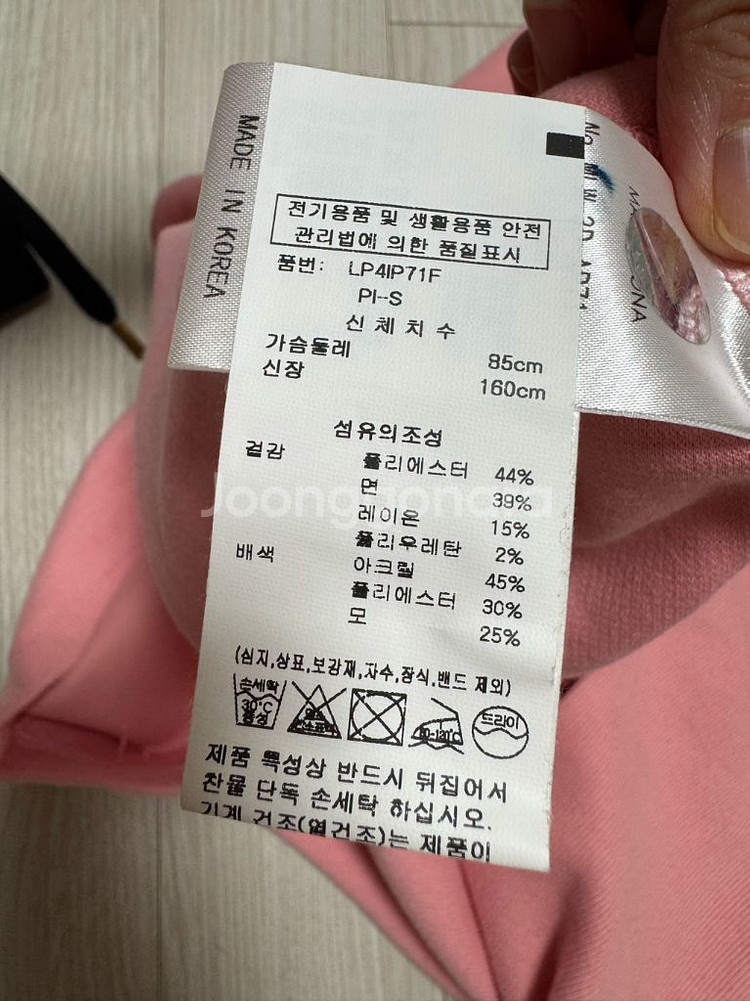 MADE IN KOREA
전기용품 및 생활용품 안전
관리법에 의한 품질표시
품번: LP4IP71F
PI-S
신체치수
가슴둘레 85cm
신장 160cm
섬유의조성
겉감 폴리에스터 44%
면 39%
레이온 15%
폴리우레탄 2%
배색 아크릴 45%
폴리에스터 30%
모 25%
(심지,상표,보강재,자수,장식,밴드 제외)
손세탁
30°C
중성
드라이
제품 특성상 반드시 뒤집어서
찬물 단독 손세탁 하십시오.
기계 건조(열건조)는 제품이
Joonggonara